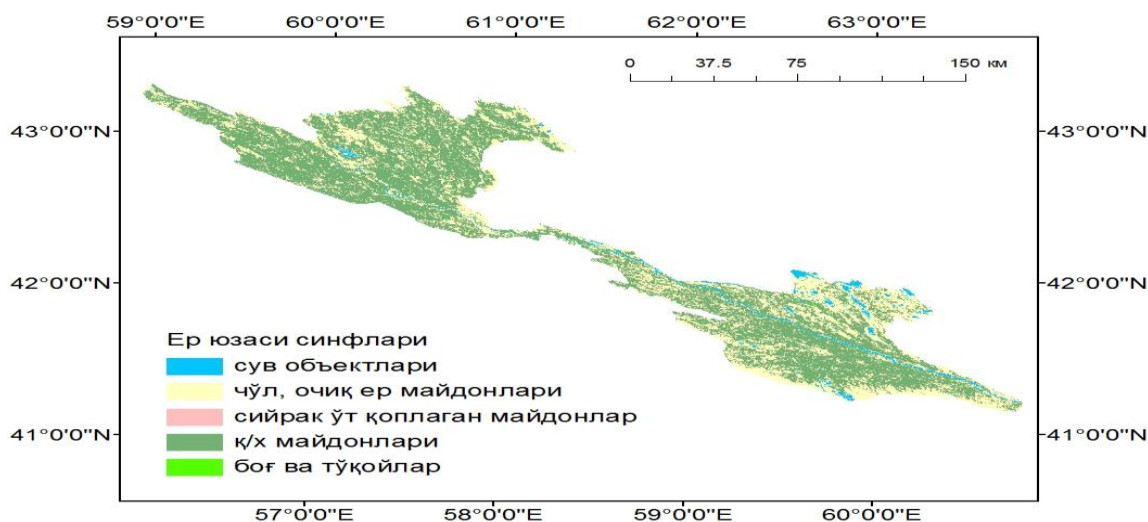 59°0'0"E 60°0'0"E 61°0'0"E 62°0'0"E 63°0'0"E
0 37.5 75 150 км
43°0'0"N 43°0'0"N
42°0'0"N 42°0'0"N
Ер юзаси синфлари
сув объектлари
чўл, очиқ ер майдонлари
сийрак ўт қоплаган майдонлар
41°0'0"N 41°0'0"N
қ/х майдонлари
боғ ва тўқойлар
57°0'0"E 58°0'0"E 59°0'0"E 60°0'0"E